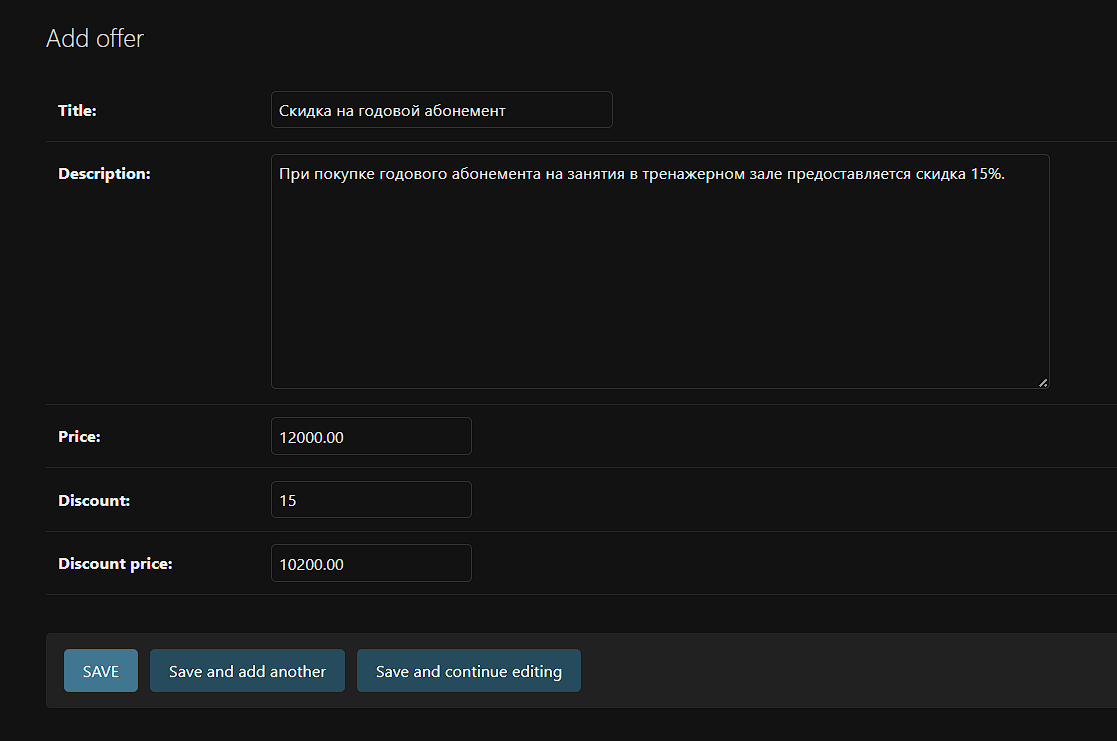 Add offer
Title:
Скидка на годовой абонемент
Description:
При покупке годового абонемента на занятия в тренажерном зале предоставляется скидка 15%.
Price:
12000.00
Discount:
15
Discount price:
10200.00
SAVE
Save and add another
Save and continue editing